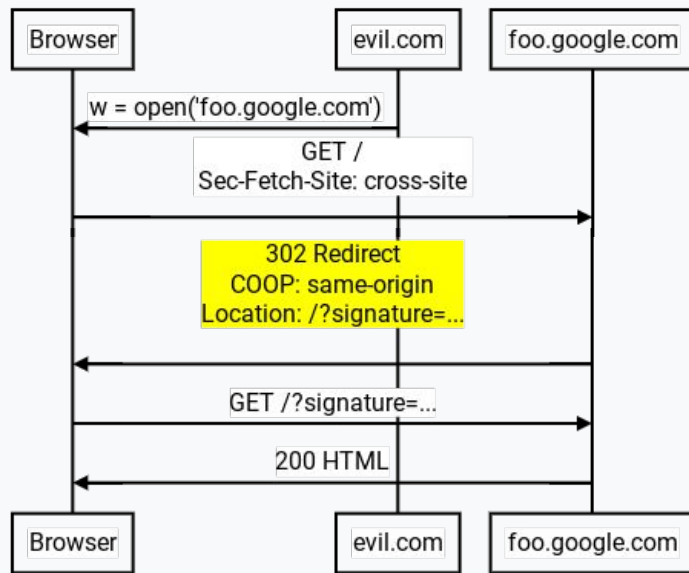 Browser
evil.com
foo.google.com
w = open('foo.google.com')
GET /
Sec-Fetch-Site: cross-site
302 Redirect
COOP: same-origin
Location: /?signature=...
GET /?signature=...
200 HTML
Browser
evil.com
foo.google.com